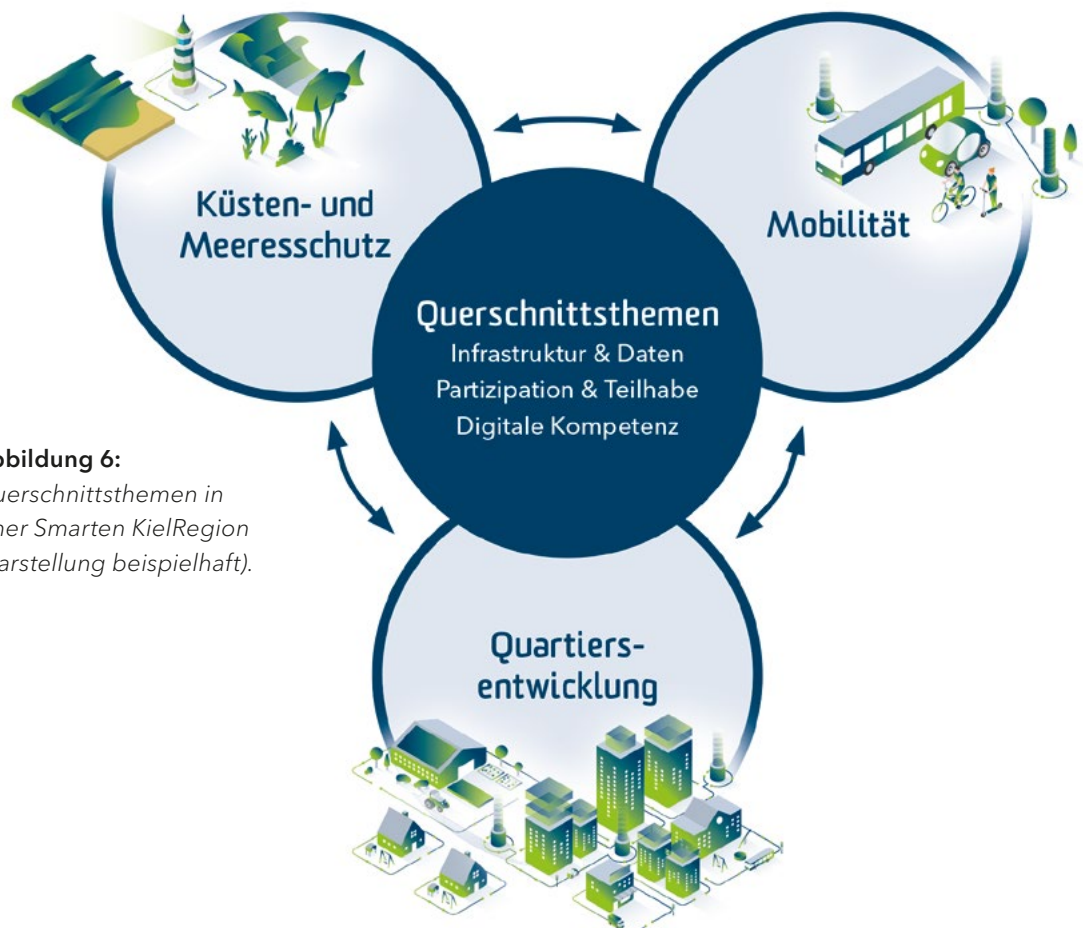 Küsten- und
Meeresschutz
Mobilität
Querschnittsthemen
Infrastruktur & Daten
Partizipation & Teilhabe
Digitale Kompetenz
bbildung 6:
uerschnittsthemen in
ner Smarten KielRegion
arstellung beispielhaft).
Quartiers-
entwicklung